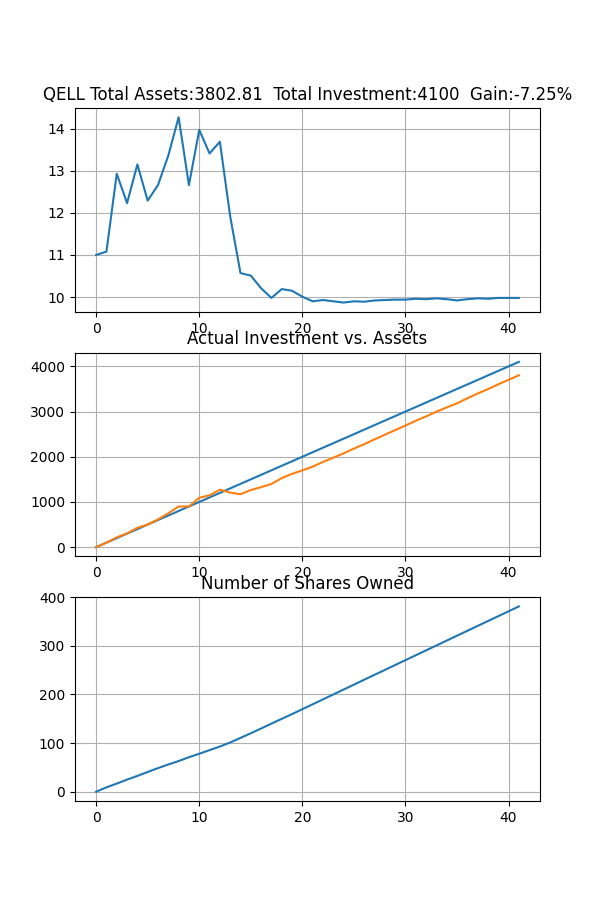 QELL Total Assets:3802.81  Total Investment:4100  Gain:-7.25%
14
13
12
11
10
0 10 20 30 40
Actual Investment vs. Assets
4000
3000
2000
1000
0
0 10 20 30 40
Number of Shares Owned
400
300
200
100
0
0 10 20 30 40